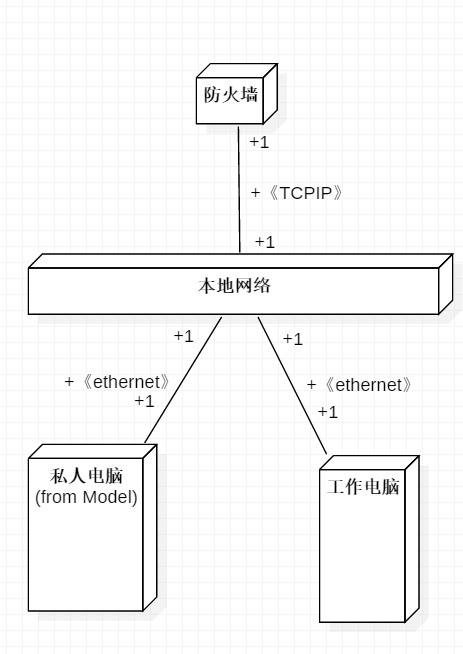 防火墙
+1
+《TCPIP》
+1
本地网络
+1
+1
+《ethernet》
+《ethernet》
+1
+1
私人电脑
(from Model)
工作电脑